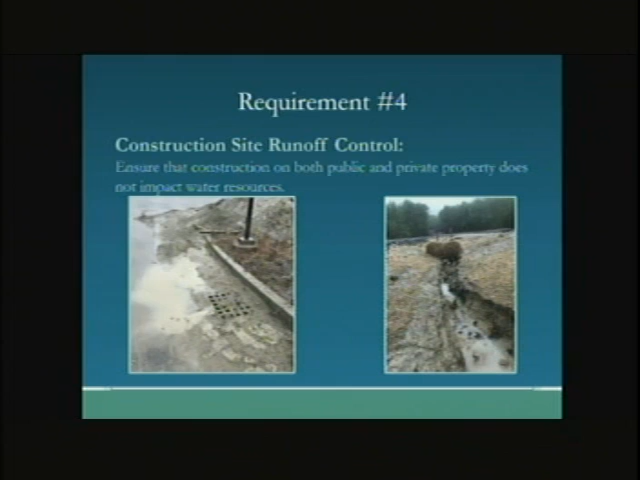 Requirement #4
Construction Site Runoff Control:
Ensure that construction on both public and private property does
not impact water resources.